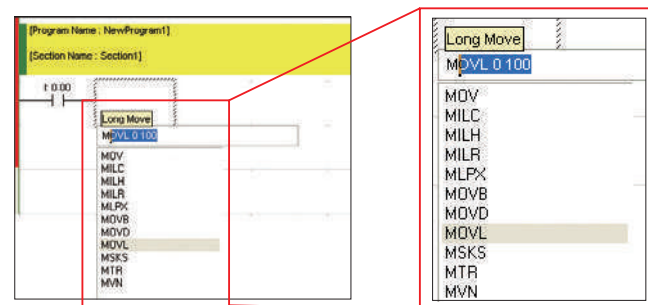 [Program Name : NewProgram1]
[Section Name : Section1]
I: 0.00
Long Move
MOVL 0 100
MOV
MILC
MILH
MILR
MLPX
MOVB
MOVD
MOVL
MSKS
MTR
MVN
Long Move
MOVL 0 100
MOV
MILC
MILH
MILR
MLPX
MOVB
MOVD
MOVL
MSKS
MTR
MVN